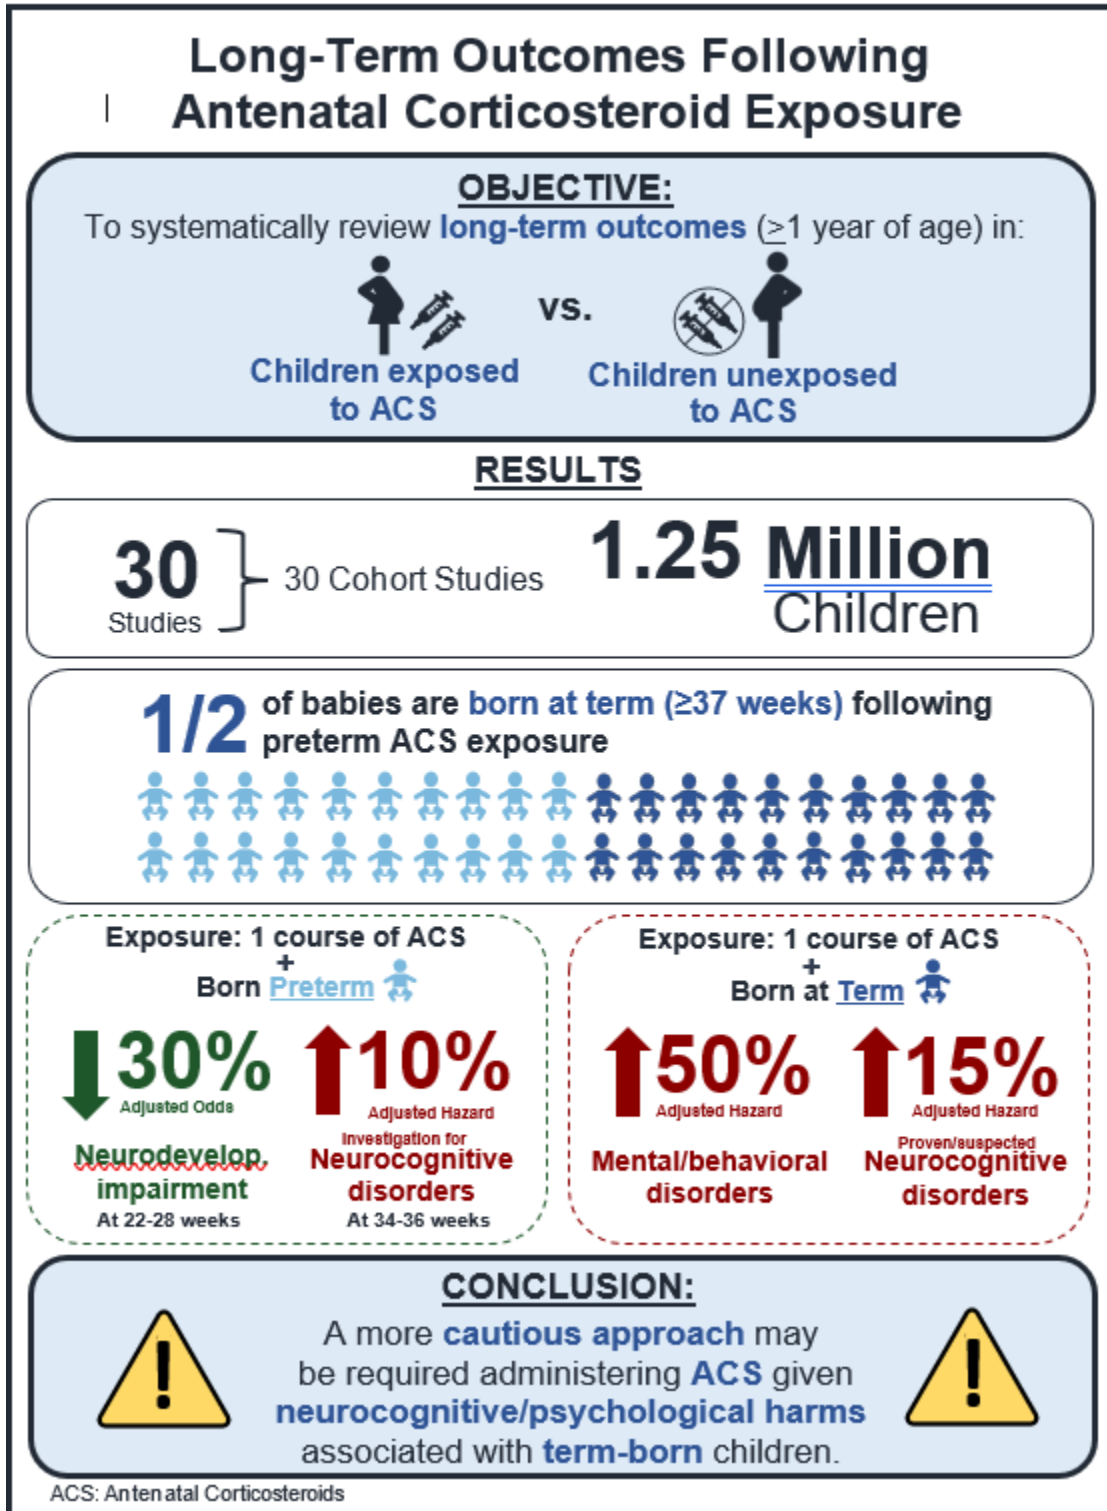 Long-Term Outcomes Following
Antenatal Corticosteroid Exposure
OBJECTIVE:
To systematically review long-term outcomes (≥1 year of age) in:
vs.
Children exposed
to ACS
Children unexposed
to ACS
RESULTS
30
Studies
30 Cohort Studies
1.25 Million
Children
1/2 of babies are born at term (≥37 weeks) following
preterm ACS exposure
Exposure: 1 course of ACS
+
Born Preterm
30%
Adjusted Odds
Neurodevelop.
impairment
At 22-28 weeks
10%
Adjusted Hazard
Investigation for
Neurocognitive
disorders
At 34-36 weeks
Exposure: 1 course of ACS
+
Born at Term
50%
Adjusted Hazard
Mental/behavioral
disorders
15%
Adjusted Hazard
Proven/suspected
Neurocognitive
disorders
CONCLUSION:
A more cautious approach may
be required administering ACS given
neurocognitive/psychological harms
associated with term-born children.
ACS: Antenatal Corticosteroids